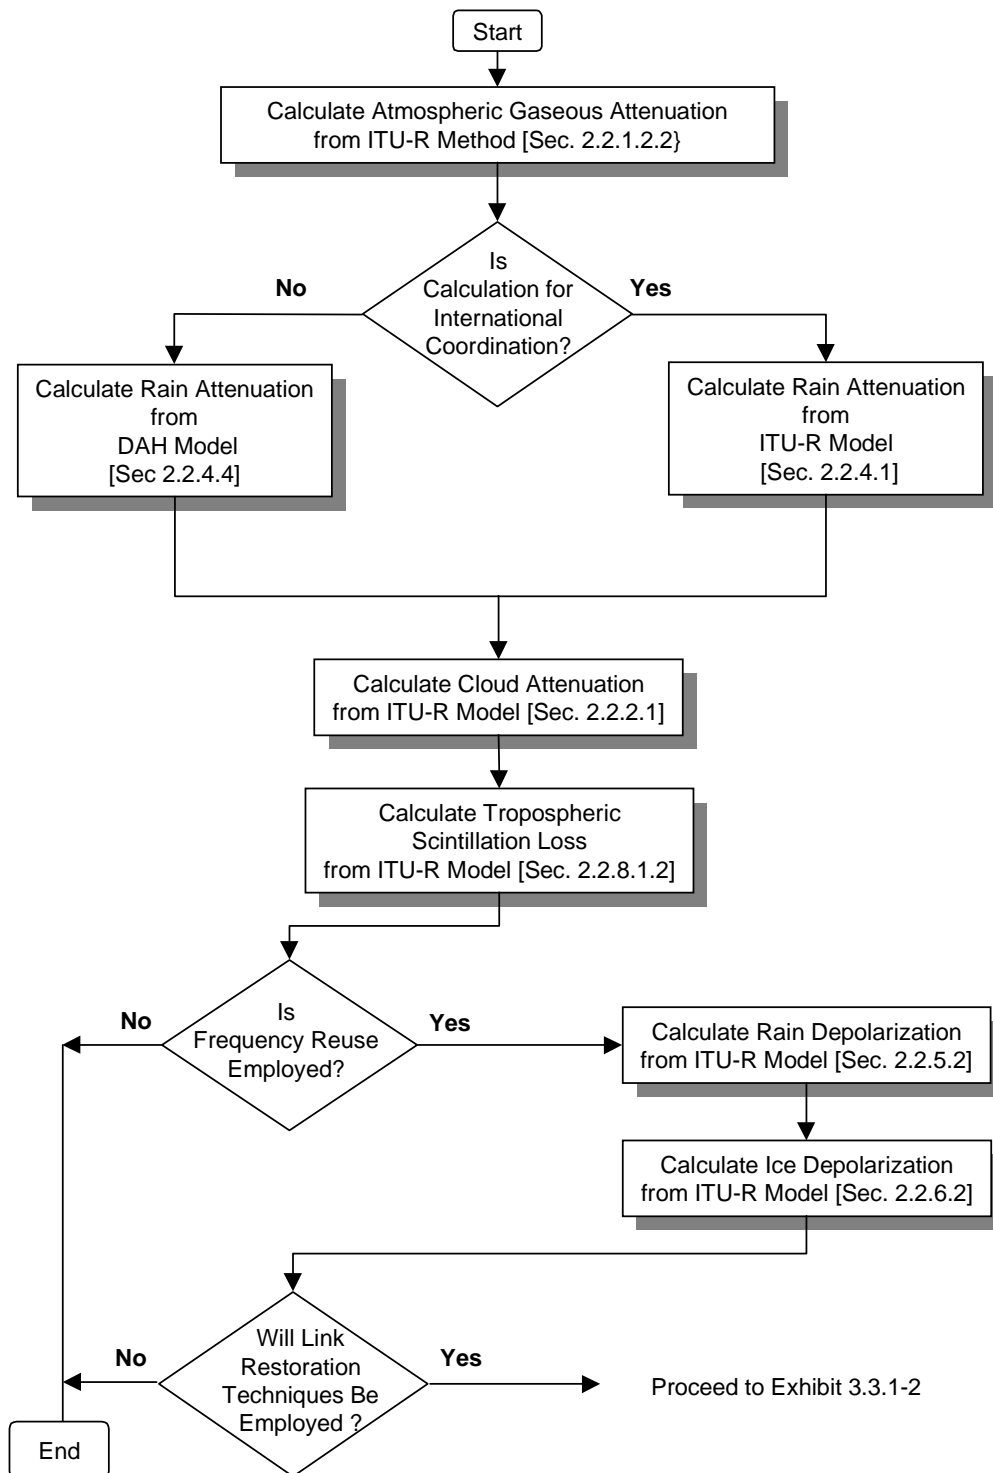 Start
Calculate Atmospheric Gaseous Attenuation
from ITU-R Method [Sec. 2.2.1.2.2}
Is
Calculation for
International
Coordination?
No
Yes
Calculate Rain Attenuation
from
DAH Model
[Sec 2.2.4.4]
Calculate Rain Attenuation
from
ITU-R Model
[Sec. 2.2.4.1]
Calculate Cloud Attenuation
from ITU-R Model [Sec. 2.2.2.1]
Calculate Tropospheric
Scintillation Loss
from ITU-R Model [Sec. 2.2.8.1.2]
Is
Frequency Reuse
Employed?
No
Yes
Calculate Rain Depolarization
from ITU-R Model [Sec. 2.2.5.2]
Calculate Ice Depolarization
from ITU-R Model [Sec. 2.2.6.2]
Will Link
Restoration
Techniques Be
Employed ?
No
Yes
Proceed to Exhibit 3.3.1-2
End